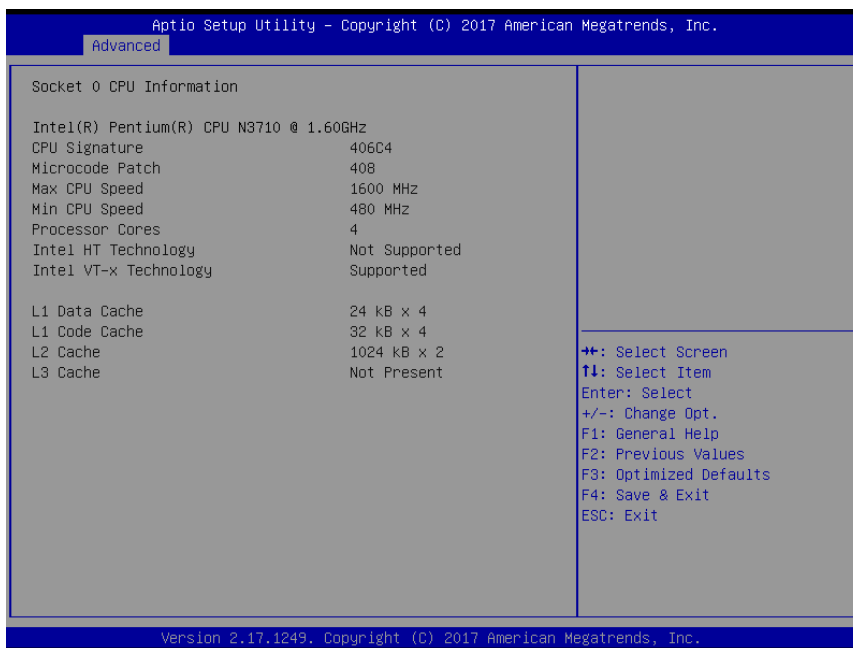 Aptio Setup Utility – Copyright (C) 2017 American Megatrends, Inc.
Advanced
Socket 0 CPU Information
Intel(R) Pentium(R) CPU N3710 @ 1.60GHz
CPU Signature 406C4
Microcode Patch 408
Max CPU Speed 1600 MHz
Min CPU Speed 480 MHz
Processor Cores 4
Intel HT Technology Not Supported
Intel VT-x Technology Supported
L1 Data Cache 24 kB x 4
L1 Code Cache 32 kB x 4
L2 Cache 1024 kB x 2
L3 Cache Not Present
→←: Select Screen
↑↓: Select Item
Enter: Select
+/-: Change Opt.
F1: General Help
F2: Previous Values
F3: Optimized Defaults
F4: Save & Exit
ESC: Exit
Version 2.17.1249. Copyright (C) 2017 American Megatrends, Inc.